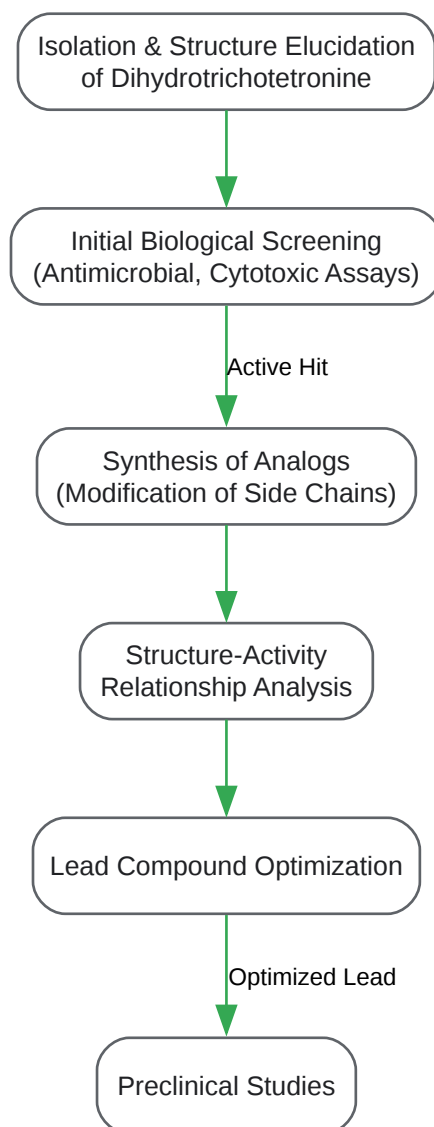 Isolation & Structure Elucidation
of Dihydrotrichotetronine
Initial Biological Screening
(Antimicrobial, Cytotoxic Assays)
Active Hit
Synthesis of Analogs
(Modification of Side Chains)
Structure-Activity
Relationship Analysis
Lead Compound Optimization
Optimized Lead
Preclinical Studies